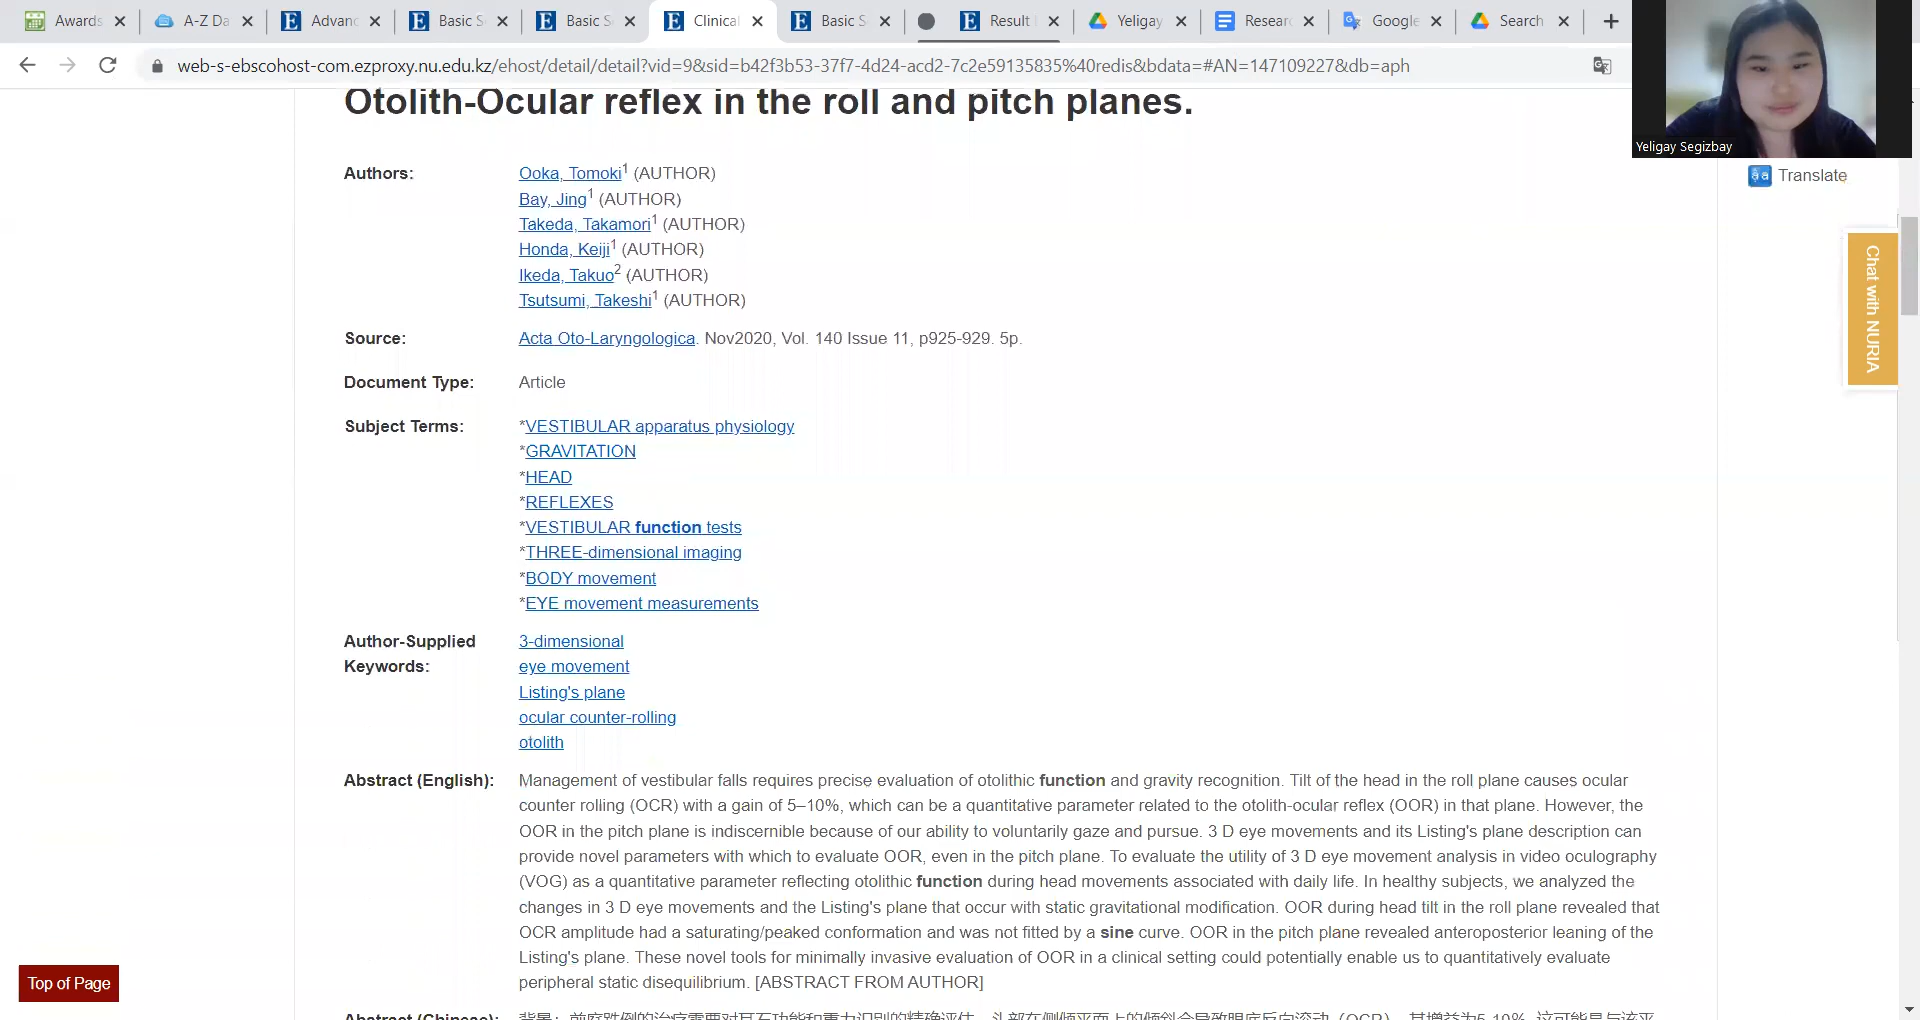 Awards
A-Z Da
Advanc
Basic S
Basic S
Clinical
Basic S
Result
Yeligay
Resear
Google
Search
web-s-ebscohost-com.ezproxy.nu.edu.kz/ehost/detail/detail?vid=9&sid=b42f3b53-37f7-4d24-acd2-7c2e59135835%40redis&bdata=#AN=147109227&db=aph
Yeligay Segizbay
Otolith-Ocular reflex in the roll and pitch planes.
Translate
Chat with NURIA
Authors:
Ooka, Tomoki1 (AUTHOR)
Bay, Jing1 (AUTHOR)
Takeda, Takamori1 (AUTHOR)
Honda, Keiji1 (AUTHOR)
Ikeda, Takuo2 (AUTHOR)
Tsutsumi, Takeshi1 (AUTHOR)
Source:
Acta Oto-Laryngologica. Nov2020, Vol. 140 Issue 11, p925-929. 5p.
Document Type:
Article
Subject Terms:
*VESTIBULAR apparatus physiology
*GRAVITATION
*HEAD
*REFLEXES
*VESTIBULAR function tests
*THREE-dimensional imaging
*BODY movement
*EYE movement measurements
Author-Supplied
Keywords:
3-dimensional
eye movement
Listing's plane
ocular counter-rolling
otolith
Abstract (English):
Management of vestibular falls requires precise evaluation of otolithic function and gravity recognition. Tilt of the head in the roll plane causes ocular
counter rolling (OCR) with a gain of 5–10%, which can be a quantitative parameter related to the otolith-ocular reflex (OOR) in that plane. However, the
OOR in the pitch plane is indiscernible because of our ability to voluntarily gaze and pursue. 3 D eye movements and its Listing's plane description can
provide novel parameters with which to evaluate OOR, even in the pitch plane. To evaluate the utility of 3 D eye movement analysis in video oculography
(VOG) as a quantitative parameter reflecting otolithic function during head movements associated with daily life. In healthy subjects, we analyzed the
changes in 3 D eye movements and the Listing's plane that occur with static gravitational modification. OOR during head tilt in the roll plane revealed that
OCR amplitude had a saturating/peaked conformation and was not fitted by a sine curve. OOR in the pitch plane revealed anteroposterior leaning of the
Listing's plane. These novel tools for minimally invasive evaluation of OOR in a clinical setting could potentially enable us to quantitatively evaluate
peripheral static disequilibrium. [ABSTRACT FROM AUTHOR]
Top of Page
Abstract (Chinese):